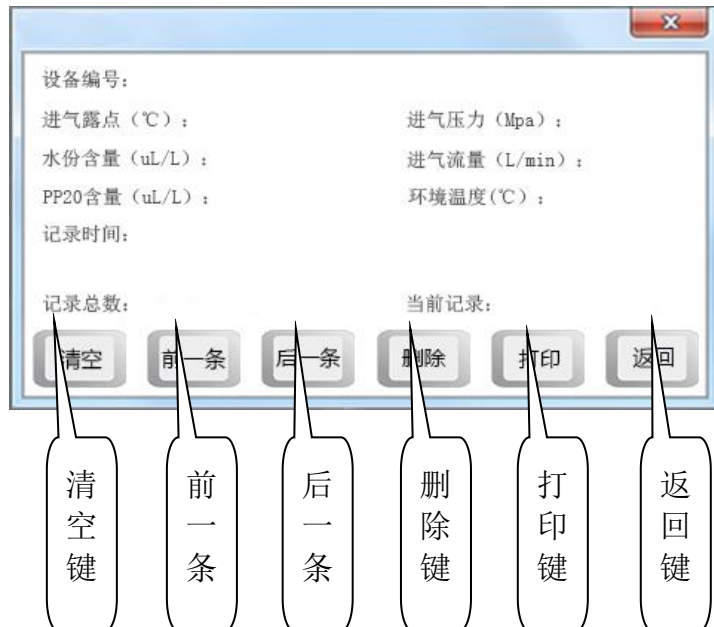 设备编号:
进气露点（℃）: 进气压力（Mpa）:
水份含量（uL/L）: 进气流量（L/min）:
PP20含量（uL/L）: 环境温度(℃）:
记录时间:
记录总数: 当前记录:
清空 前一条 后一条 删除 打印 返回
清空键
前一条
后一条
删除键
打印键
返回键